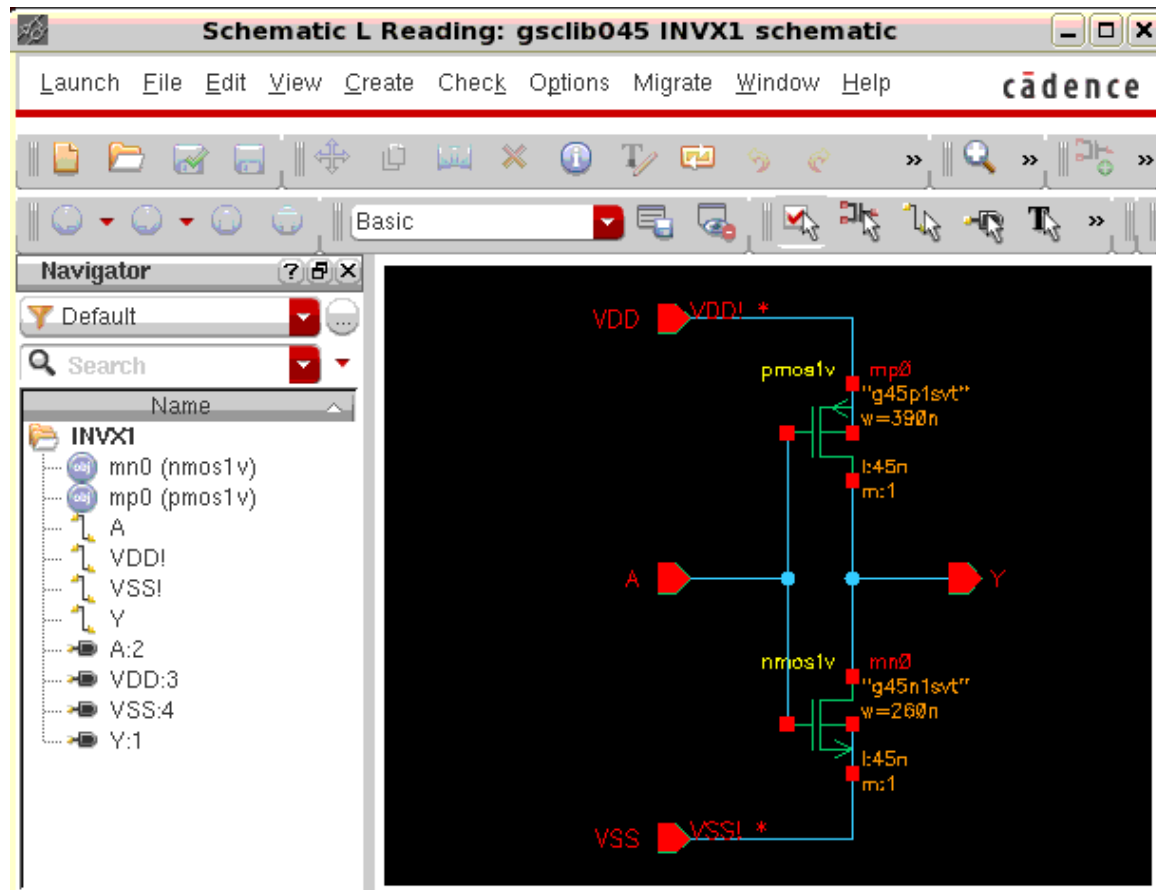 Schematic L Reading: gsclib045 INVX1 schematic
Launch File Edit View Create Check Options Migrate Window Help cādence
» » »
Basic »
Navigator
Default ...
Search
Name
INVX1
mn0 (nmos1v)
mp0 (pmos1v)
A
VDD!
VSS!
Y
A:2
VDD:3
VSS:4
Y:1
VDD VDD! *
pmos1v mp0
"g45p1svt"
w=390n
l:45n
m:1
A Y
nmos1v mn0
"g45n1svt"
w=260n
l:45n
m:1
VSS VSS! *